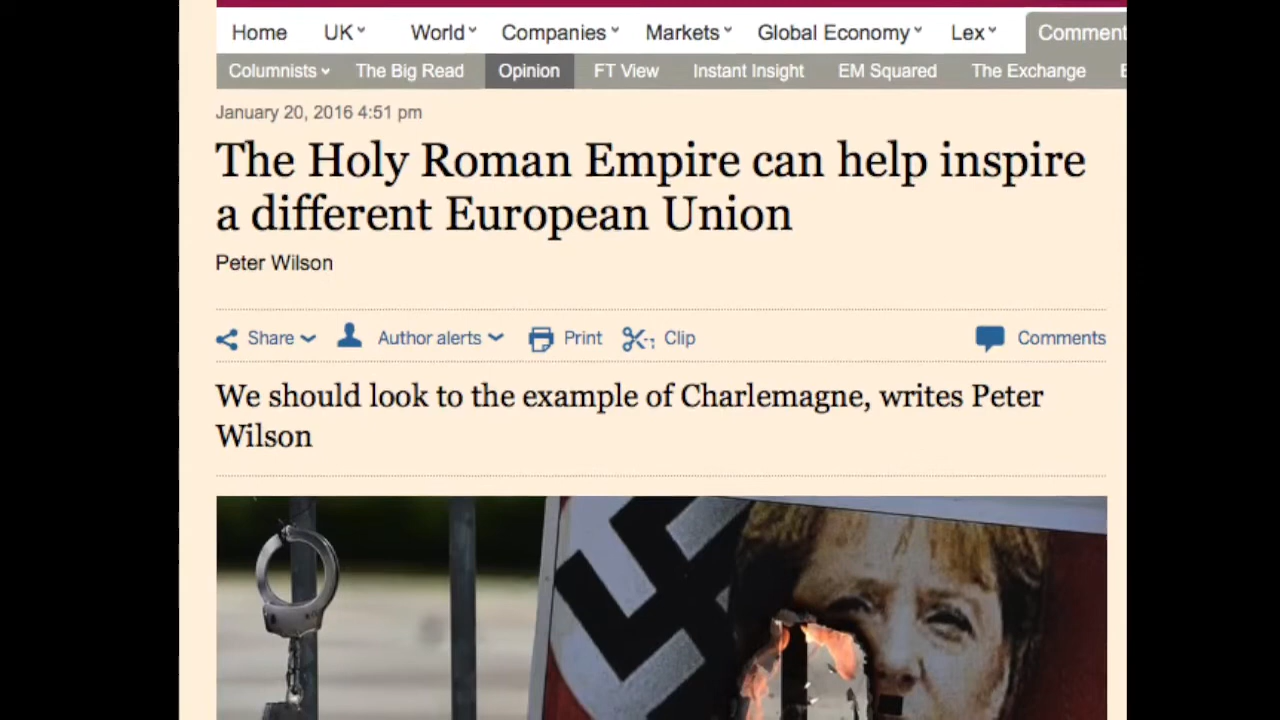 Home UK World Companies Markets Global Economy Lex Comment
Columnists The Big Read Opinion FT View Instant Insight EM Squared The Exchange
January 20, 2016 4:51 pm
The Holy Roman Empire can help inspire
a different European Union
Peter Wilson
Share Author alerts Print Clip Comments
We should look to the example of Charlemagne, writes Peter
Wilson